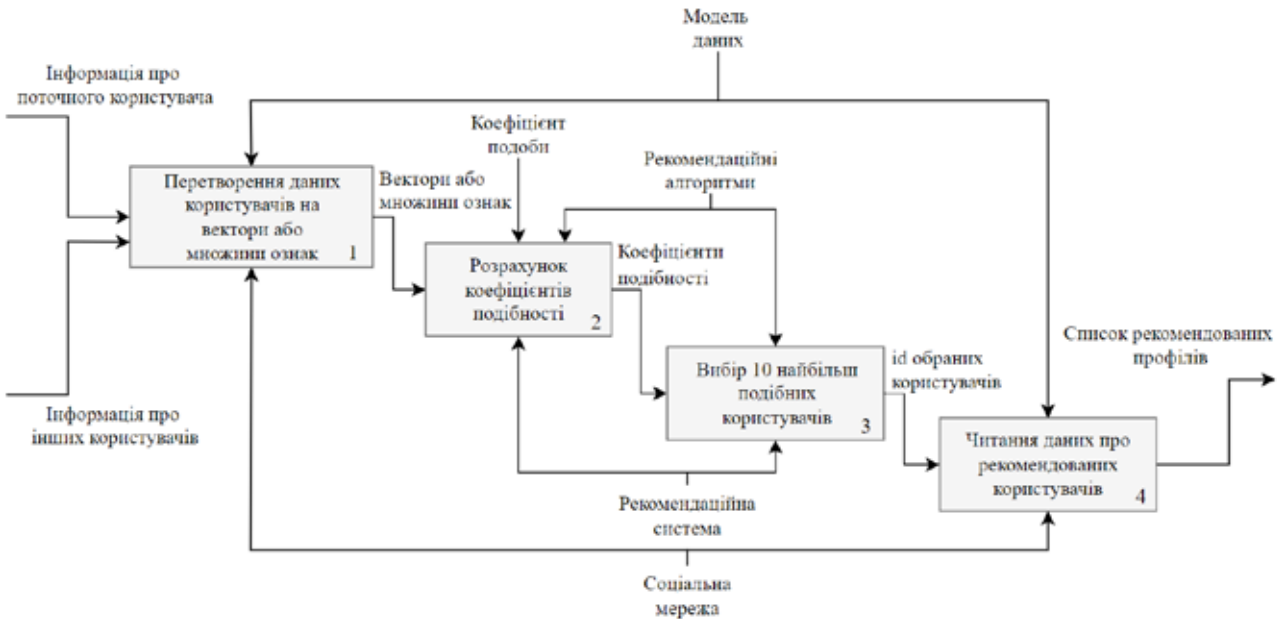 Модель
даних
Інформація про
поточного користувача
Коефіцієнт
подоби
Рекомендаційні
алгоритми
Перетворення даних
користувачів на
вектори або
множини ознак
1
Вектори або
множини ознак
Розрахунок
коефіцієнтів
подібності
2
Коефіцієнти
подібності
Вибір 10 найбільш
подібних
користувачів
3
id обраних
користувачів
Список рекомендованих
профілів
Інформація про
інших користувачів
Читання даних про
рекомендованих
користувачів
4
Рекомендаційна
система
Соціальна
мережа